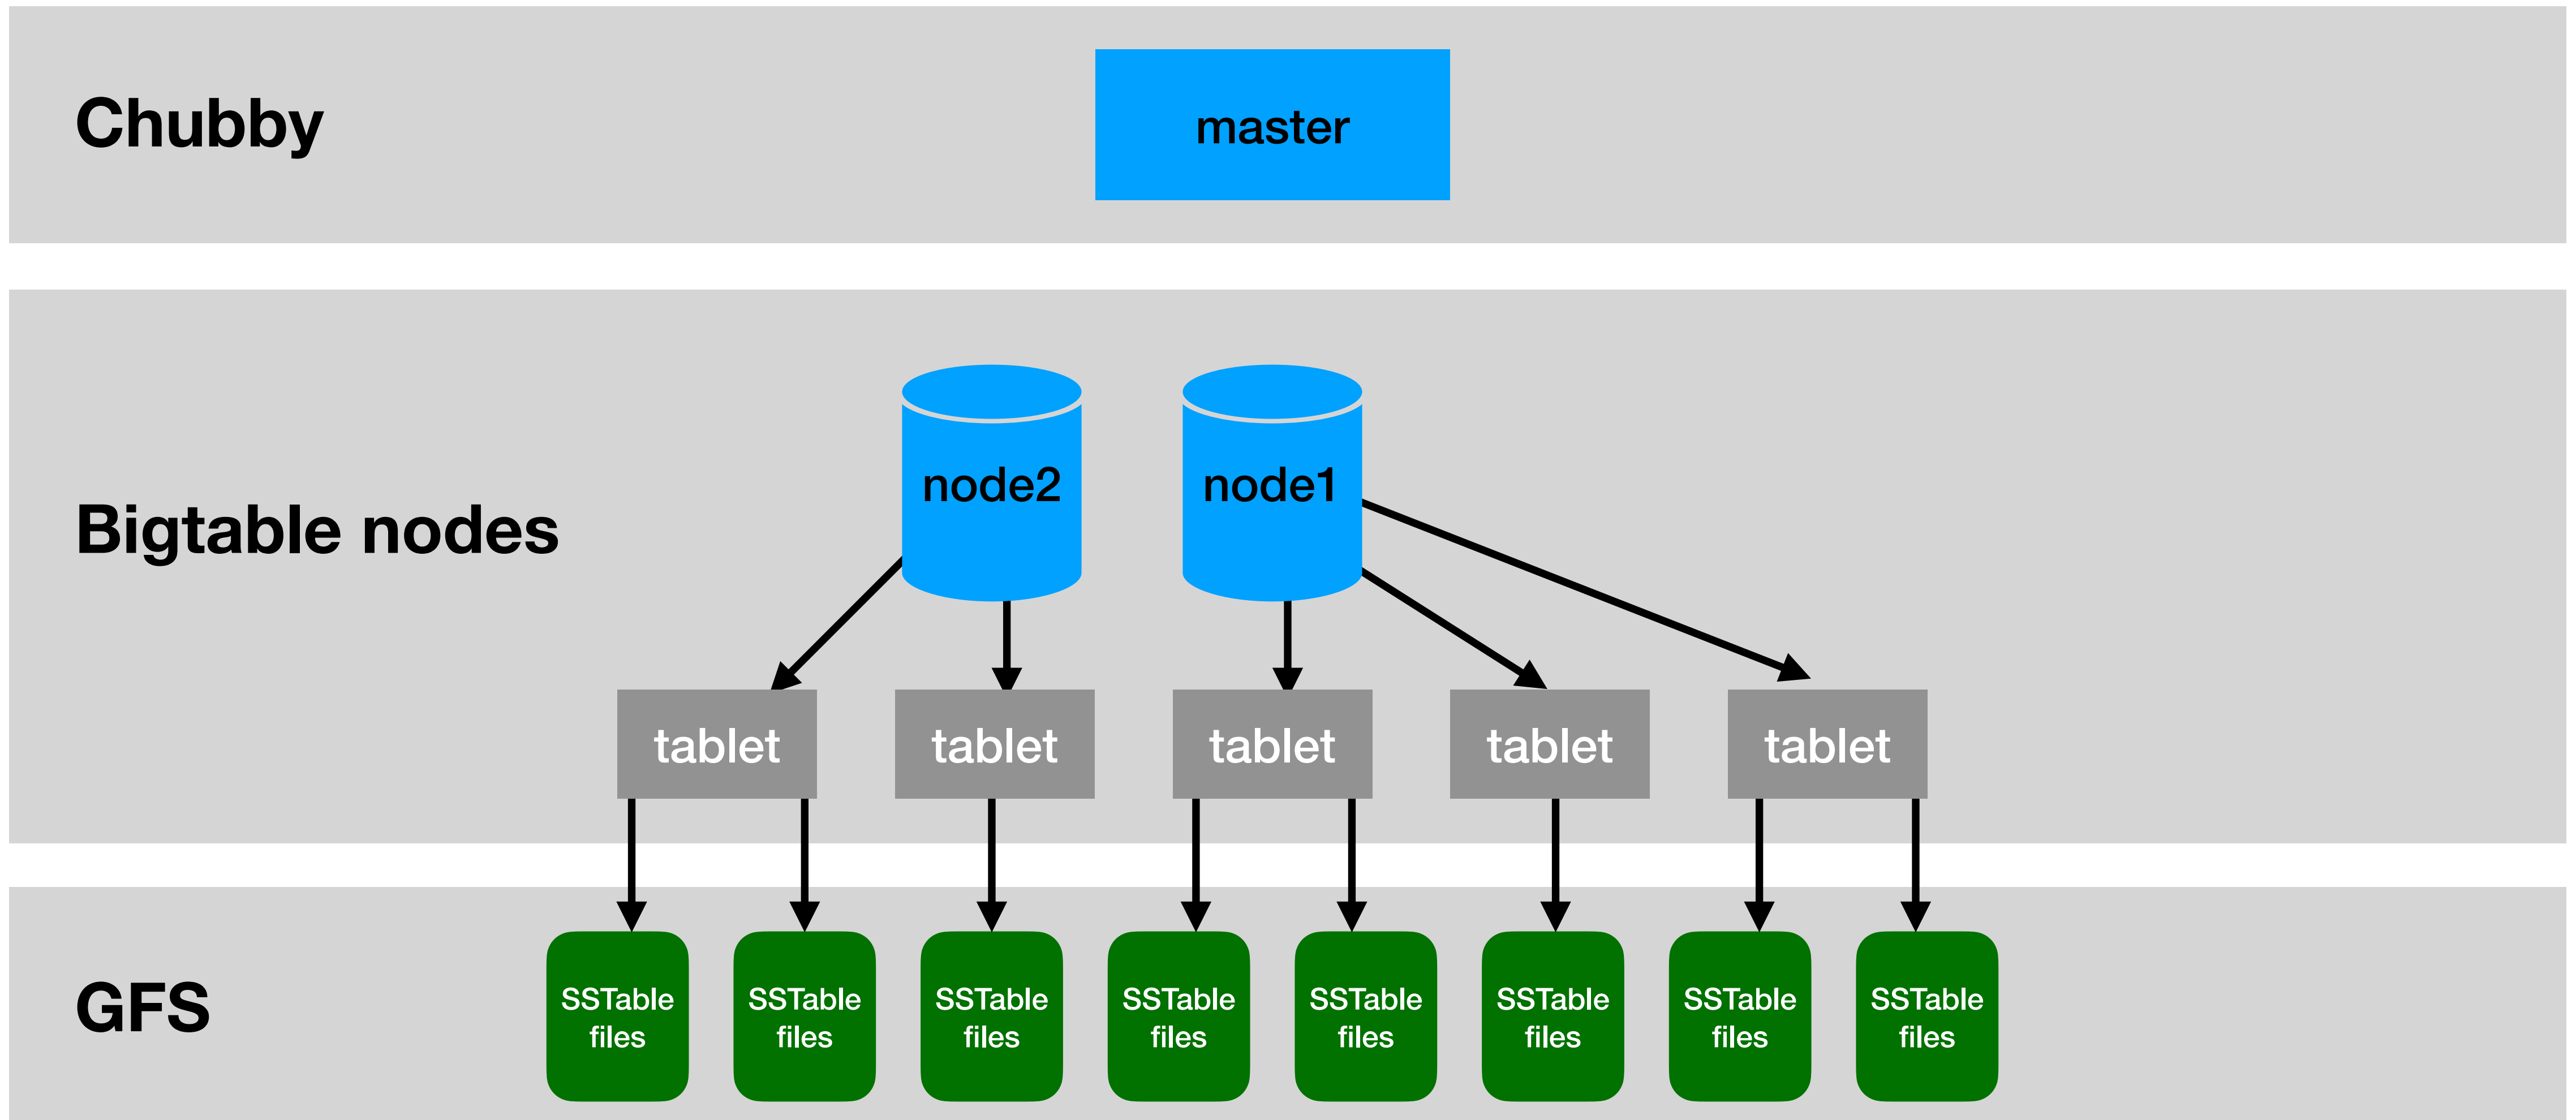 Chubby
master
Bigtable nodes
node2
node1
tablet
tablet
tablet
tablet
tablet
GFS
SSTable
files
SSTable
files
SSTable
files
SSTable
files
SSTable
files
SSTable
files
SSTable
files
SSTable
files